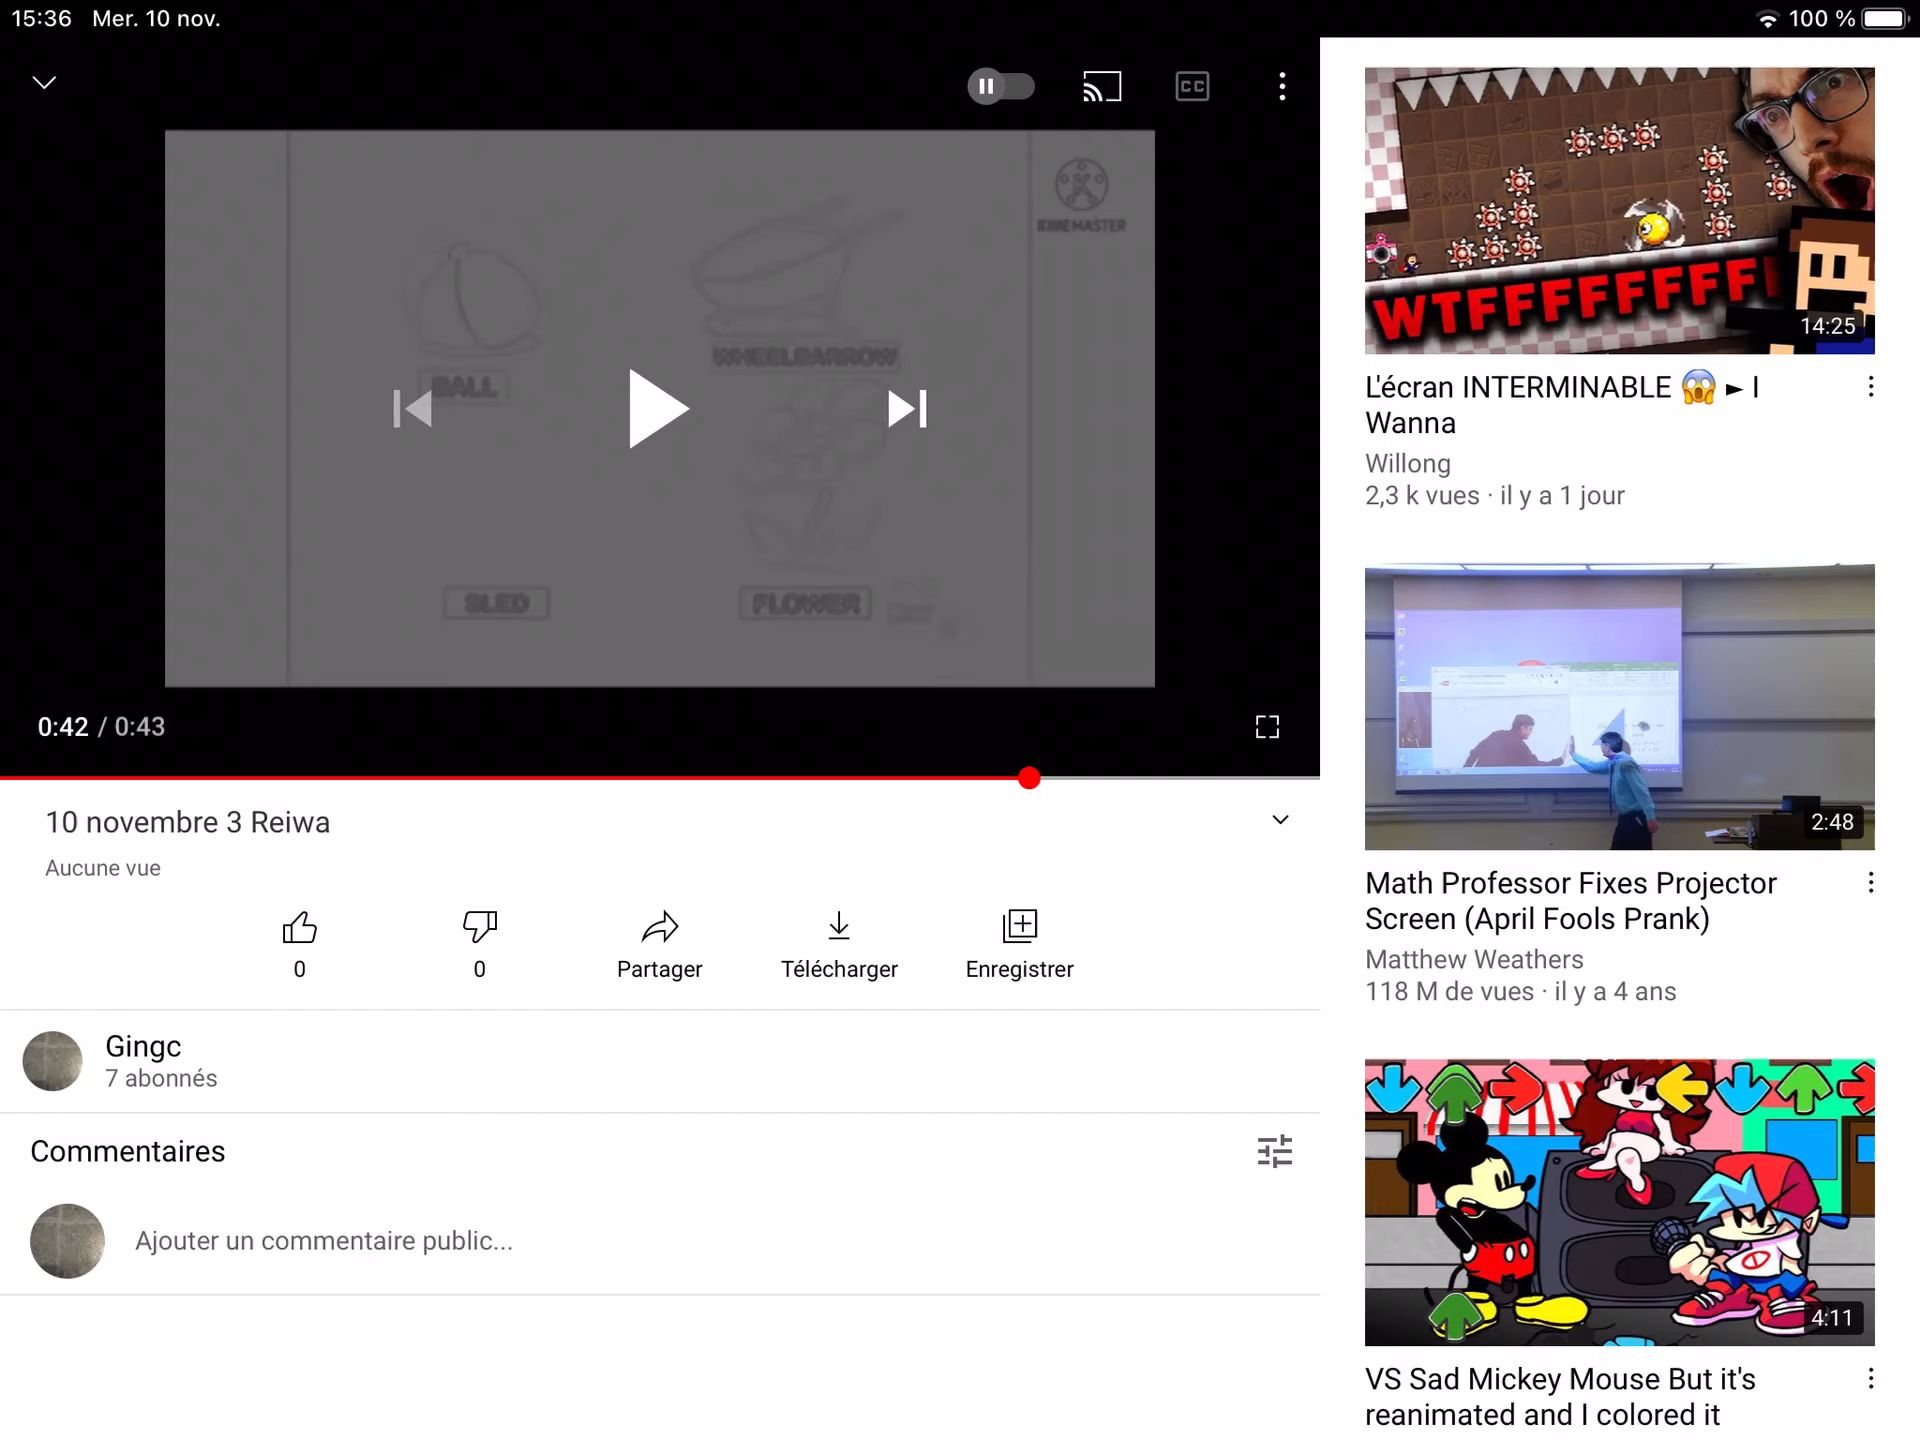 15:36 Mer. 10 nov.
100 %
CC
KINEMASTER
BALL
WHEELBARROW
SLED
FLOWER
0:42 / 0:43
10 novembre 3 Reiwa
Aucune vue
0
0
Partager
Télécharger
Enregistrer
Gingc
7 abonnés
Commentaires
Ajouter un commentaire public...
WTFFFFFFFFF
14:25
L'écran INTERMINABLE 😱 ► I
Wanna
Willong
2,3 k vues · il y a 1 jour
2:48
Math Professor Fixes Projector
Screen (April Fools Prank)
Matthew Weathers
118 M de vues · il y a 4 ans
4:11
VS Sad Mickey Mouse But it's
reanimated and I colored it